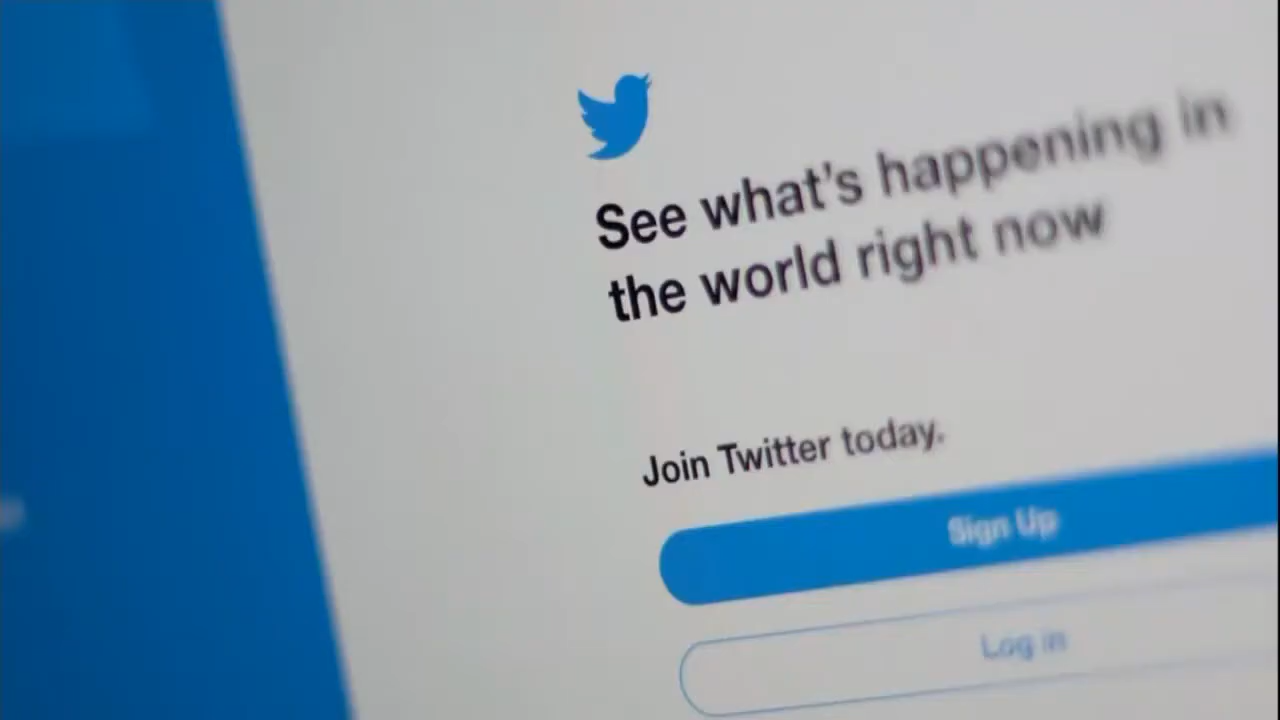 See what's happening in
the world right now
Join Twitter today.
Sign Up
Log in